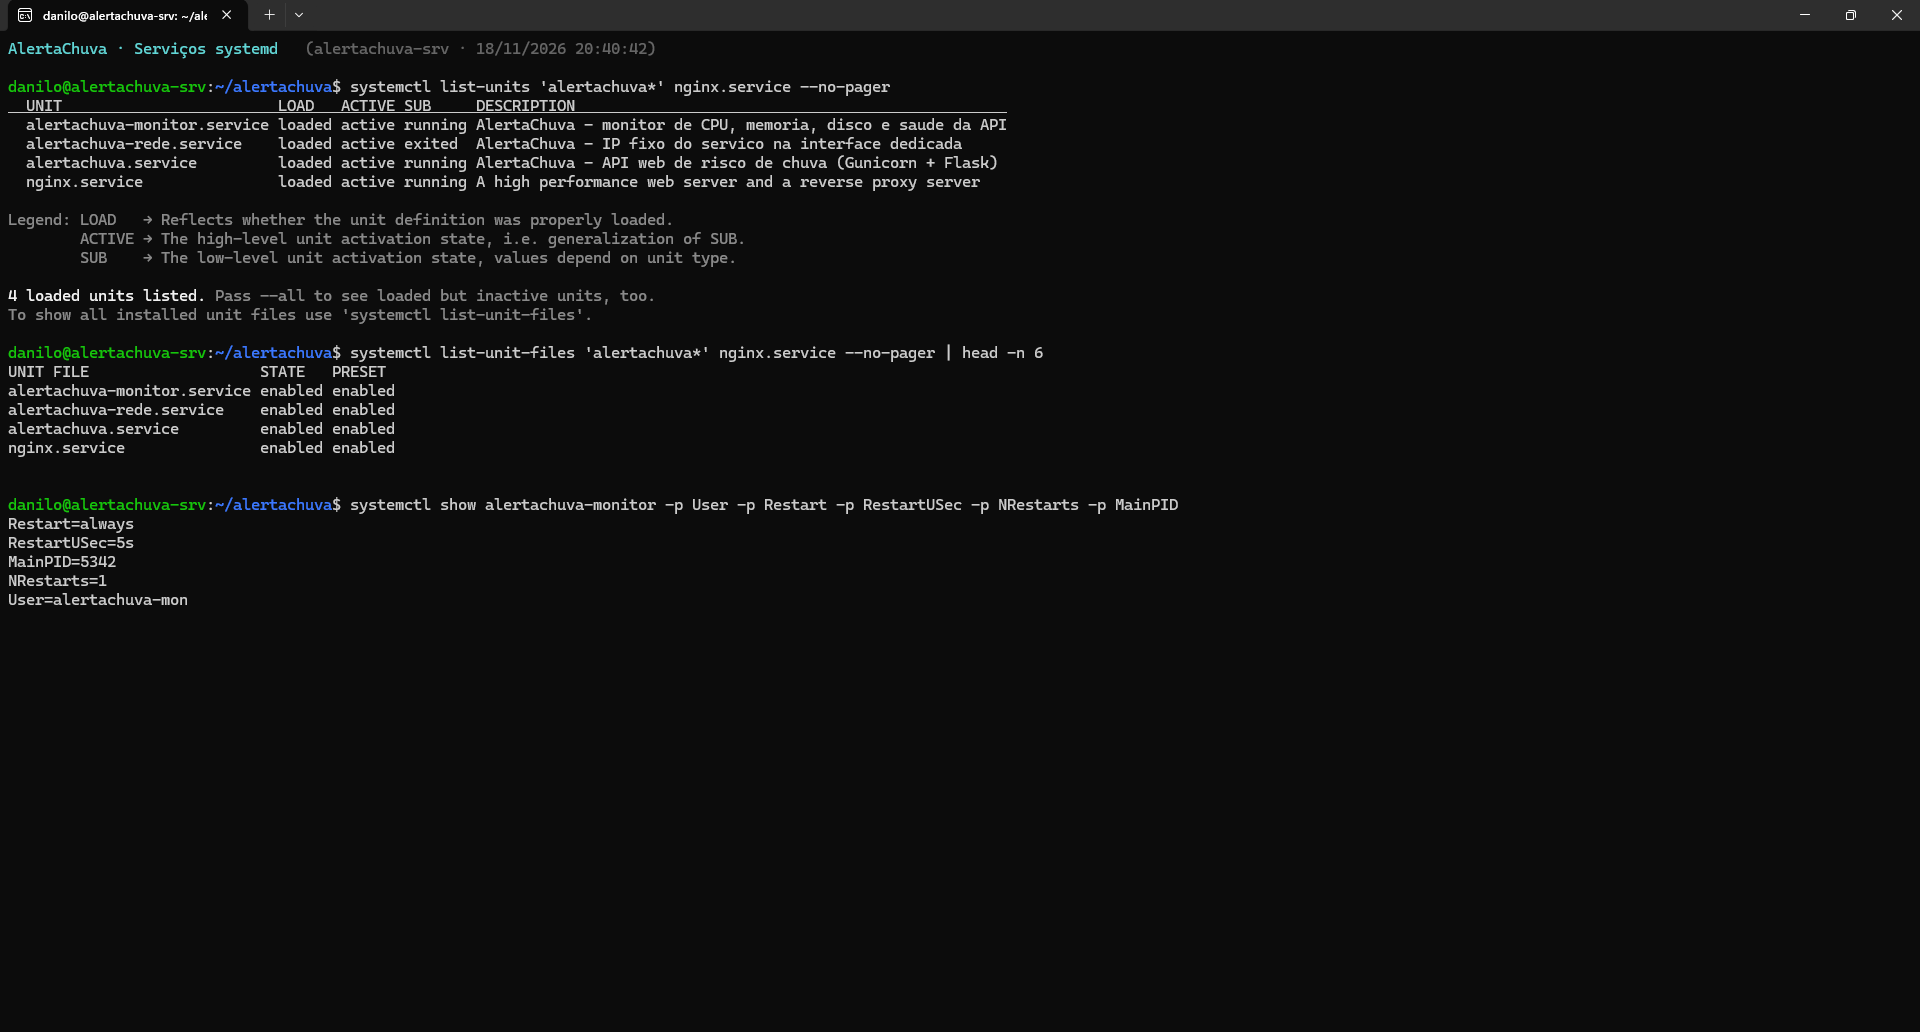 danilo@alertachuva-srv: ~/ale
AlertaChuva · Serviços systemd   (alertachuva-srv · 18/11/2026 20:40:42)
danilo@alertachuva-srv:~/alertachuva$ systemctl list-units 'alertachuva*' nginx.service --no-pager
  UNIT                        LOAD   ACTIVE SUB     DESCRIPTION
  alertachuva-monitor.service loaded active running AlertaChuva - monitor de CPU, memoria, disco e saude da API
  alertachuva-rede.service    loaded active exited  AlertaChuva - IP fixo do servico na interface dedicada
  alertachuva.service         loaded active running AlertaChuva - API web de risco de chuva (Gunicorn + Flask)
  nginx.service               loaded active running A high performance web server and a reverse proxy server
Legend: LOAD   → Reflects whether the unit definition was properly loaded.
        ACTIVE → The high-level unit activation state, i.e. generalization of SUB.
        SUB    → The low-level unit activation state, values depend on unit type.
4 loaded units listed. Pass --all to see loaded but inactive units, too.
To show all installed unit files use 'systemctl list-unit-files'.
danilo@alertachuva-srv:~/alertachuva$ systemctl list-unit-files 'alertachuva*' nginx.service --no-pager | head -n 6
UNIT FILE                   STATE   PRESET
alertachuva-monitor.service enabled enabled
alertachuva-rede.service    enabled enabled
alertachuva.service         enabled enabled
nginx.service               enabled enabled
danilo@alertachuva-srv:~/alertachuva$ systemctl show alertachuva-monitor -p User -p Restart -p RestartUSec -p NRestarts -p MainPID
Restart=always
RestartUSec=5s
MainPID=5342
NRestarts=1
User=alertachuva-mon